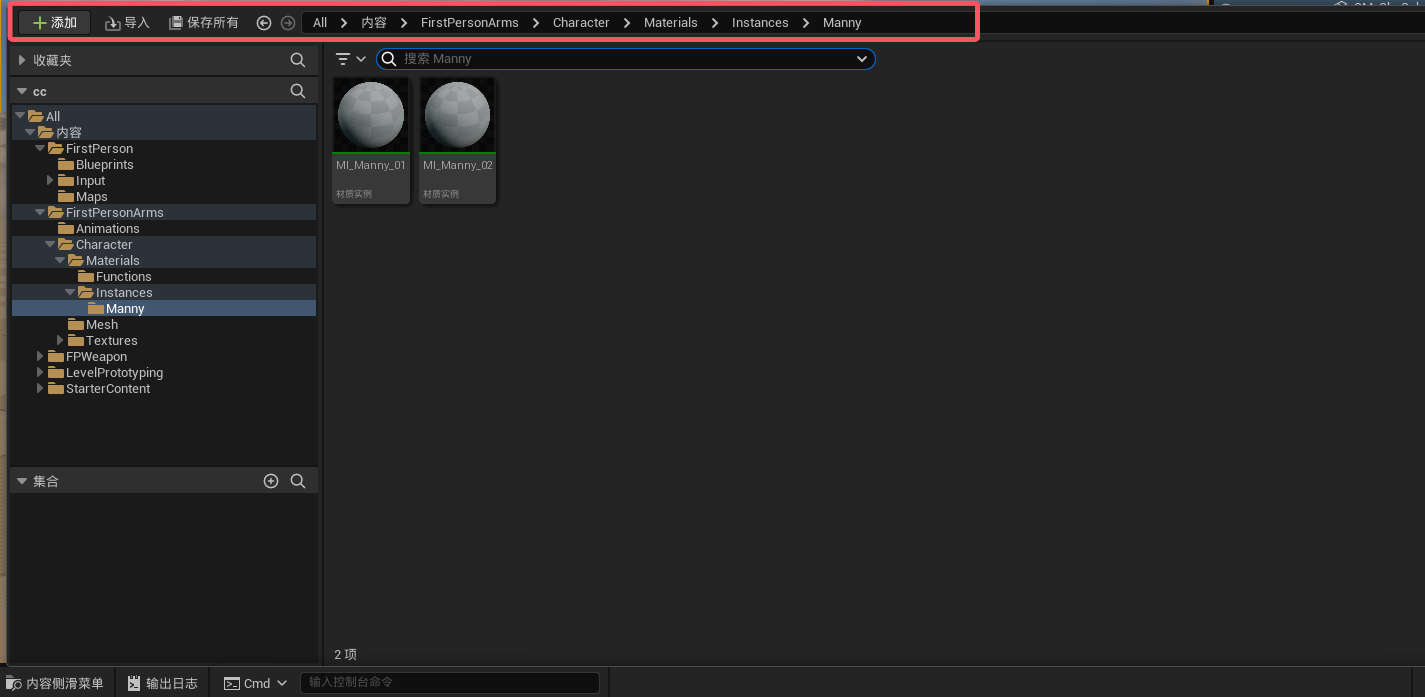 添加 导入 保存所有 All 内容 FirstPersonArms Character Materials Instances Manny
收藏夹
搜索 Manny
cc
All
内容
FirstPerson
Blueprints
Input
Maps
FirstPersonArms
Animations
Character
Materials
Functions
Instances
Manny
Mesh
Textures
FPWeapon
LevelPrototyping
StarterContent
MI_Manny_01 MI_Manny_02
材质实例 材质实例
集合
2 项
内容侧滑菜单 输出日志 Cmd 输入控制台命令